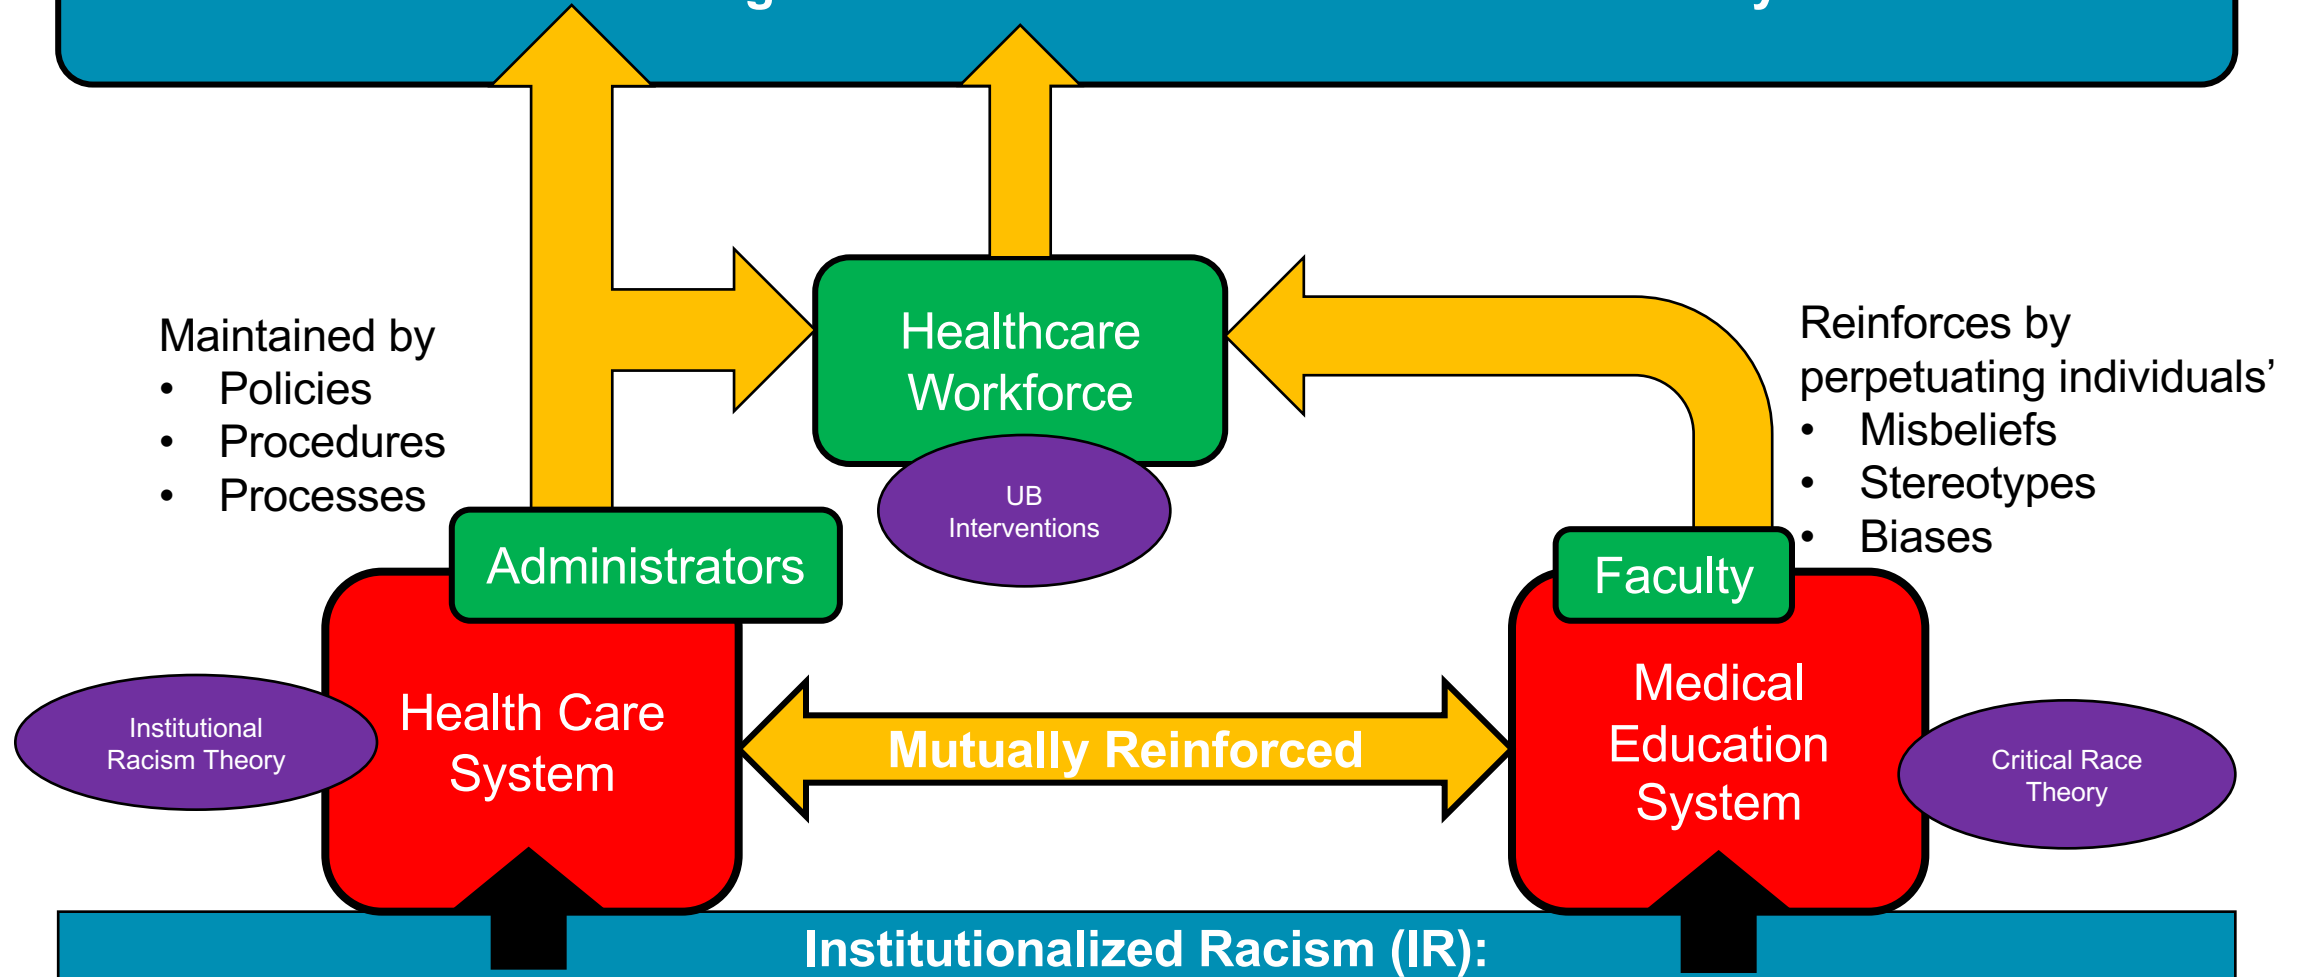 Healthcare
Workforce
Maintained by
• Policies
• Procedures
• Processes
Reinforces by
perpetuating individuals’
• Misbeliefs
• Stereotypes
• Biases
UB
Interventions
Administrators
Faculty
Health Care
System
Institutional
Racism Theory
Mutually Reinforced
Medical
Education
System
Critical Race
Theory
Institutionalized Racism (IR):